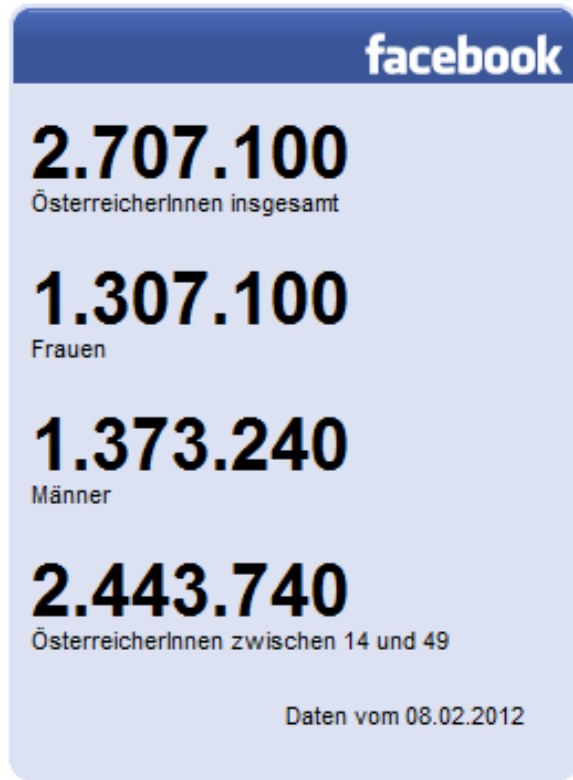 facebook
2.707.100
ÖsterreicherInnen insgesamt
1.307.100
Frauen
1.373.240
Männer
2.443.740
ÖsterreicherInnen zwischen 14 und 49
Daten vom 08.02.2012